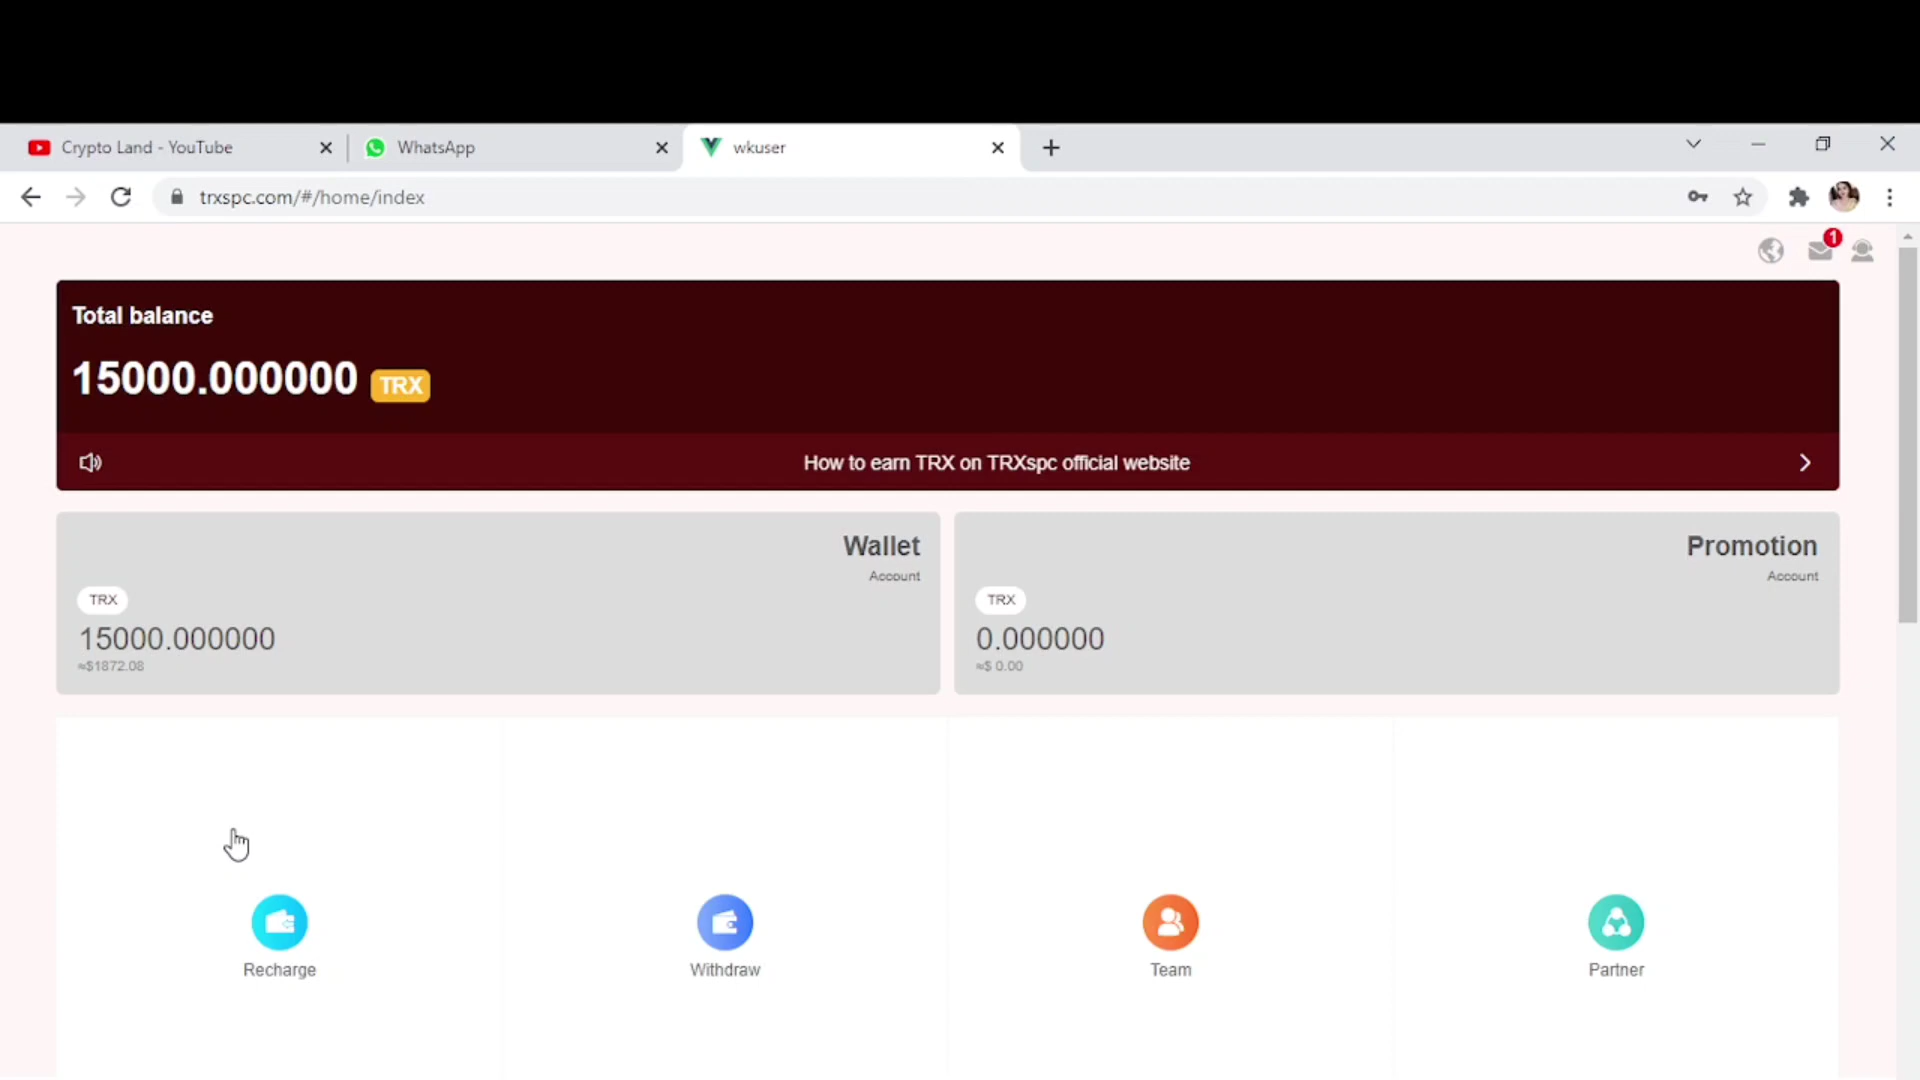 Crypto Land - YouTube
WhatsApp
wkuser
trxspc.com/#/home/index
1
Total balance
15000.000000 TRX
How to earn TRX on TRXspc official website
Wallet
Account
TRX
15000.000000
≈$1872.08
Promotion
Account
TRX
0.000000
≈$ 0.00
Recharge
Withdraw
Team
Partner